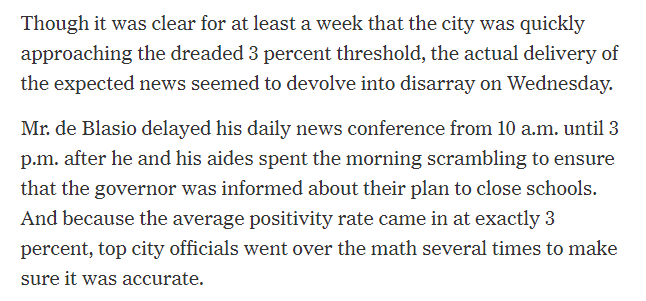 Though it was clear for at least a week that the city was quickly
approaching the dreaded 3 percent threshold, the actual delivery of
the expected news seemed to devolve into disarray on Wednesday.
Mr. de Blasio delayed his daily news conference from 10 a.m. until 3
p.m. after he and his aides spent the morning scrambling to ensure
that the governor was informed about their plan to close schools.
And because the average positivity rate came in at exactly 3
percent, top city officials went over the math several times to make
sure it was accurate.